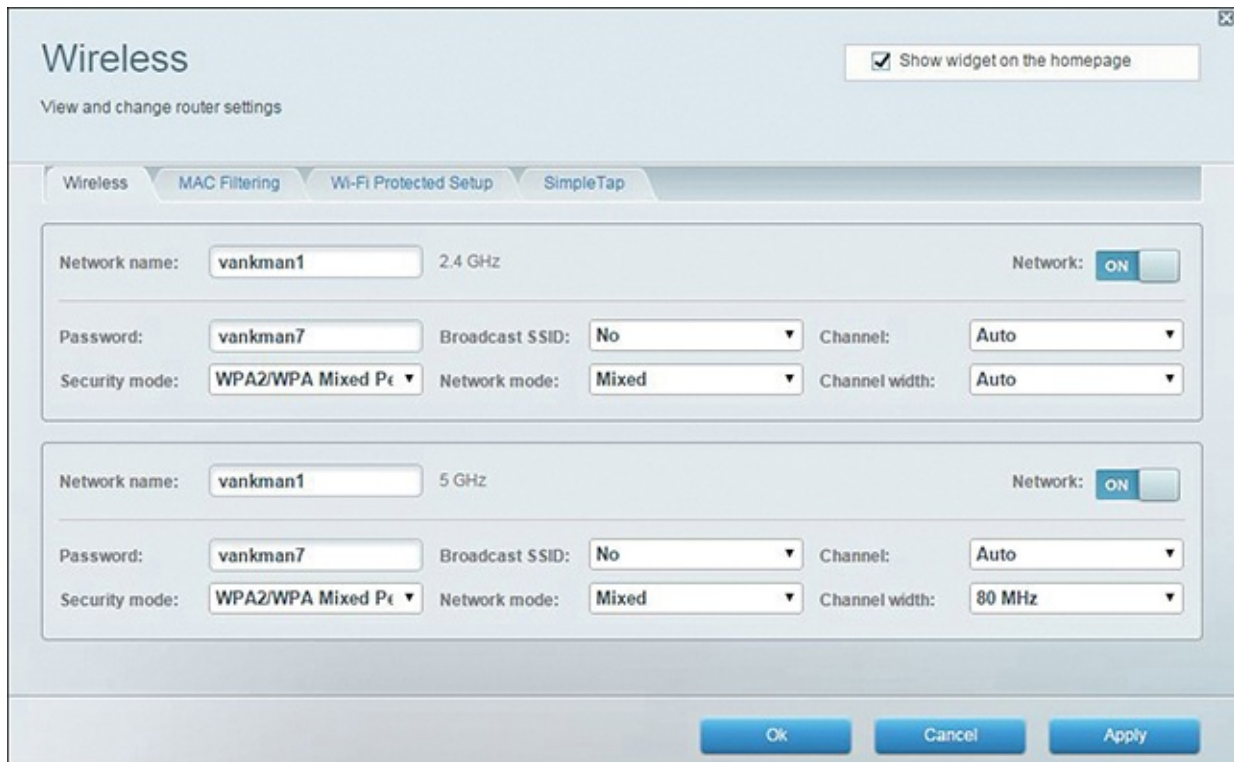 Wireless
Show widget on the homepage
View and change router settings
Wireless MAC Filtering Wi-Fi Protected Setup SimpleTap
Network name: vankman1 2.4 GHz Network: ON
Password: vankman7 Broadcast SSID: No Channel: Auto
Security mode: WPA2/WPA Mixed Pe Network mode: Mixed Channel width: Auto
Network name: vankman1 5 GHz Network: ON
Password: vankman7 Broadcast SSID: No Channel: Auto
Security mode: WPA2/WPA Mixed Pe Network mode: Mixed Channel width: 80 MHz
Ok Cancel Apply